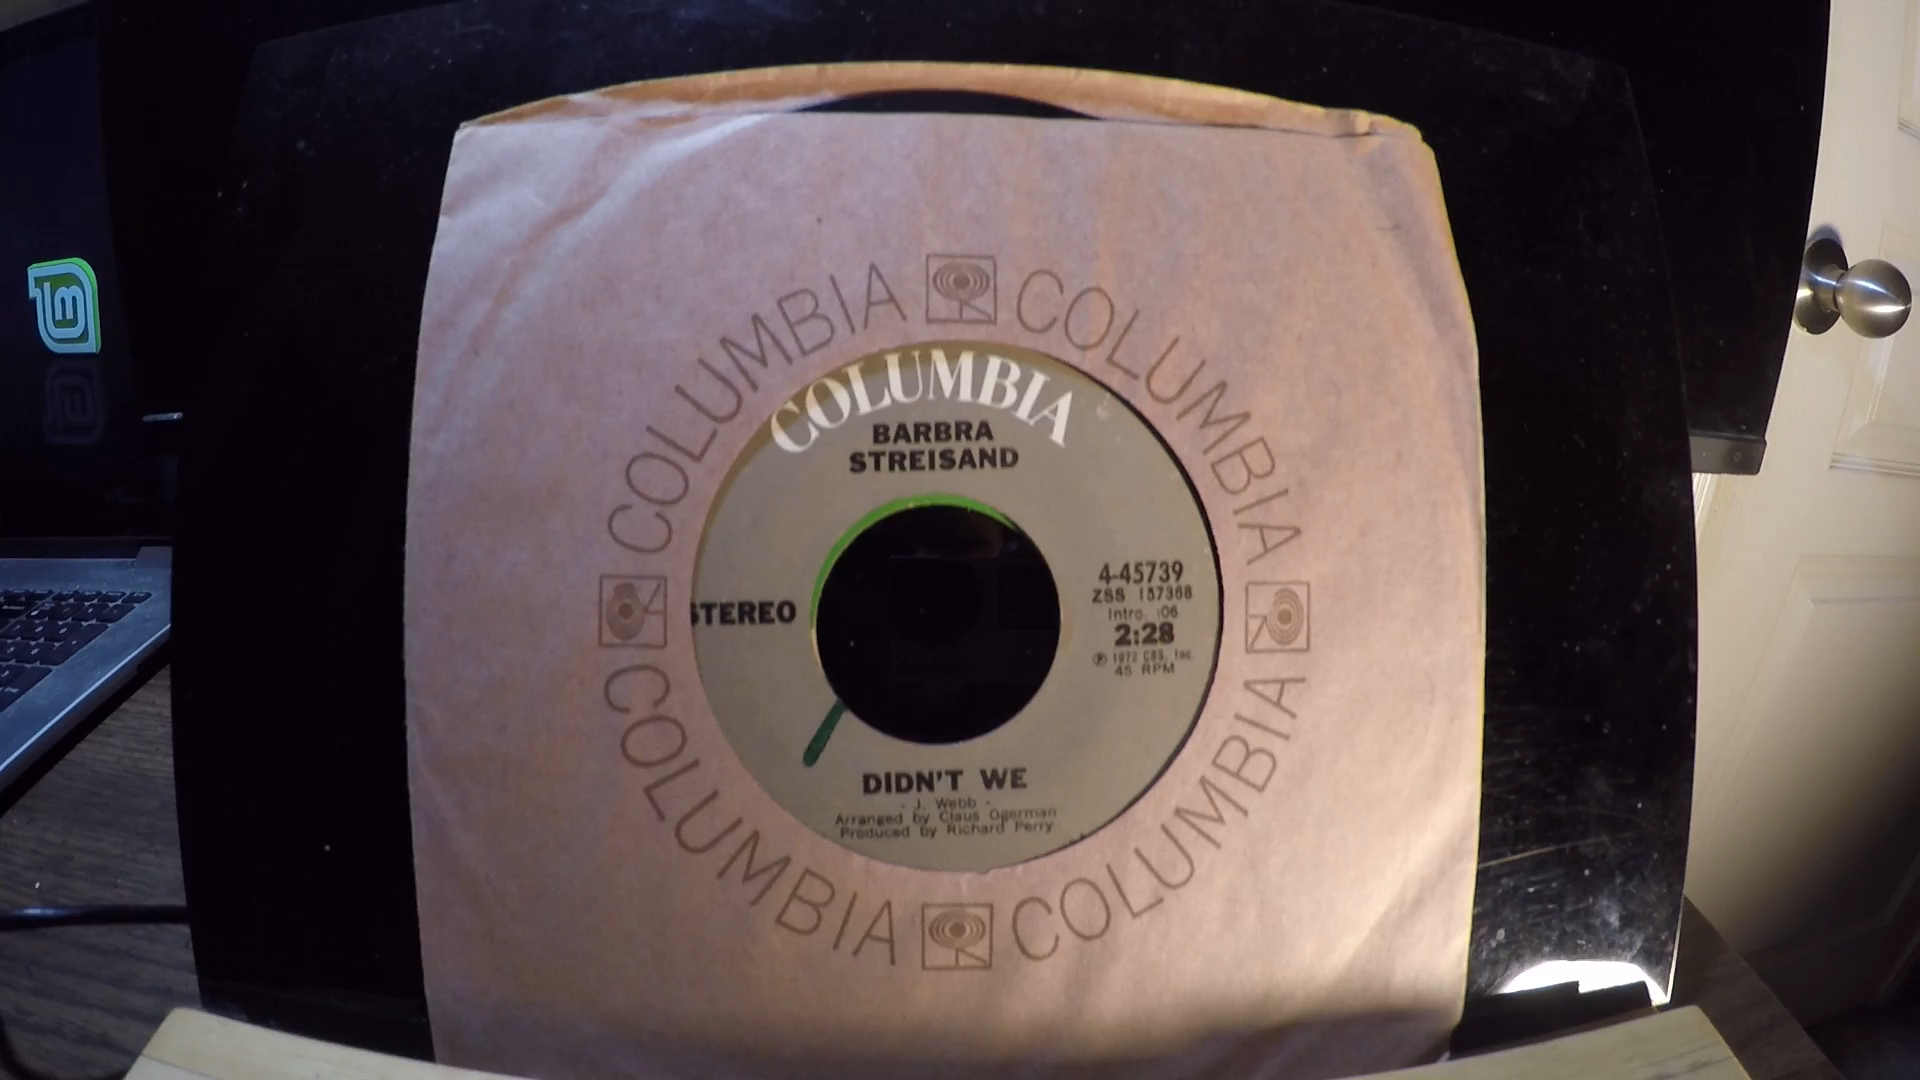 COLUMBIA
COLUMBIA
COLUMBIA
BARBRA
STREISAND
4-45739
ZSS 157368
Intro. :06
2:28
℗ 1972 CBS, Inc.
45 RPM
STEREO
DIDN'T WE
- J. Webb -
Arranged by Claus Ogerman
Produced by Richard Perry
COLUMBIA
COLUMBIA